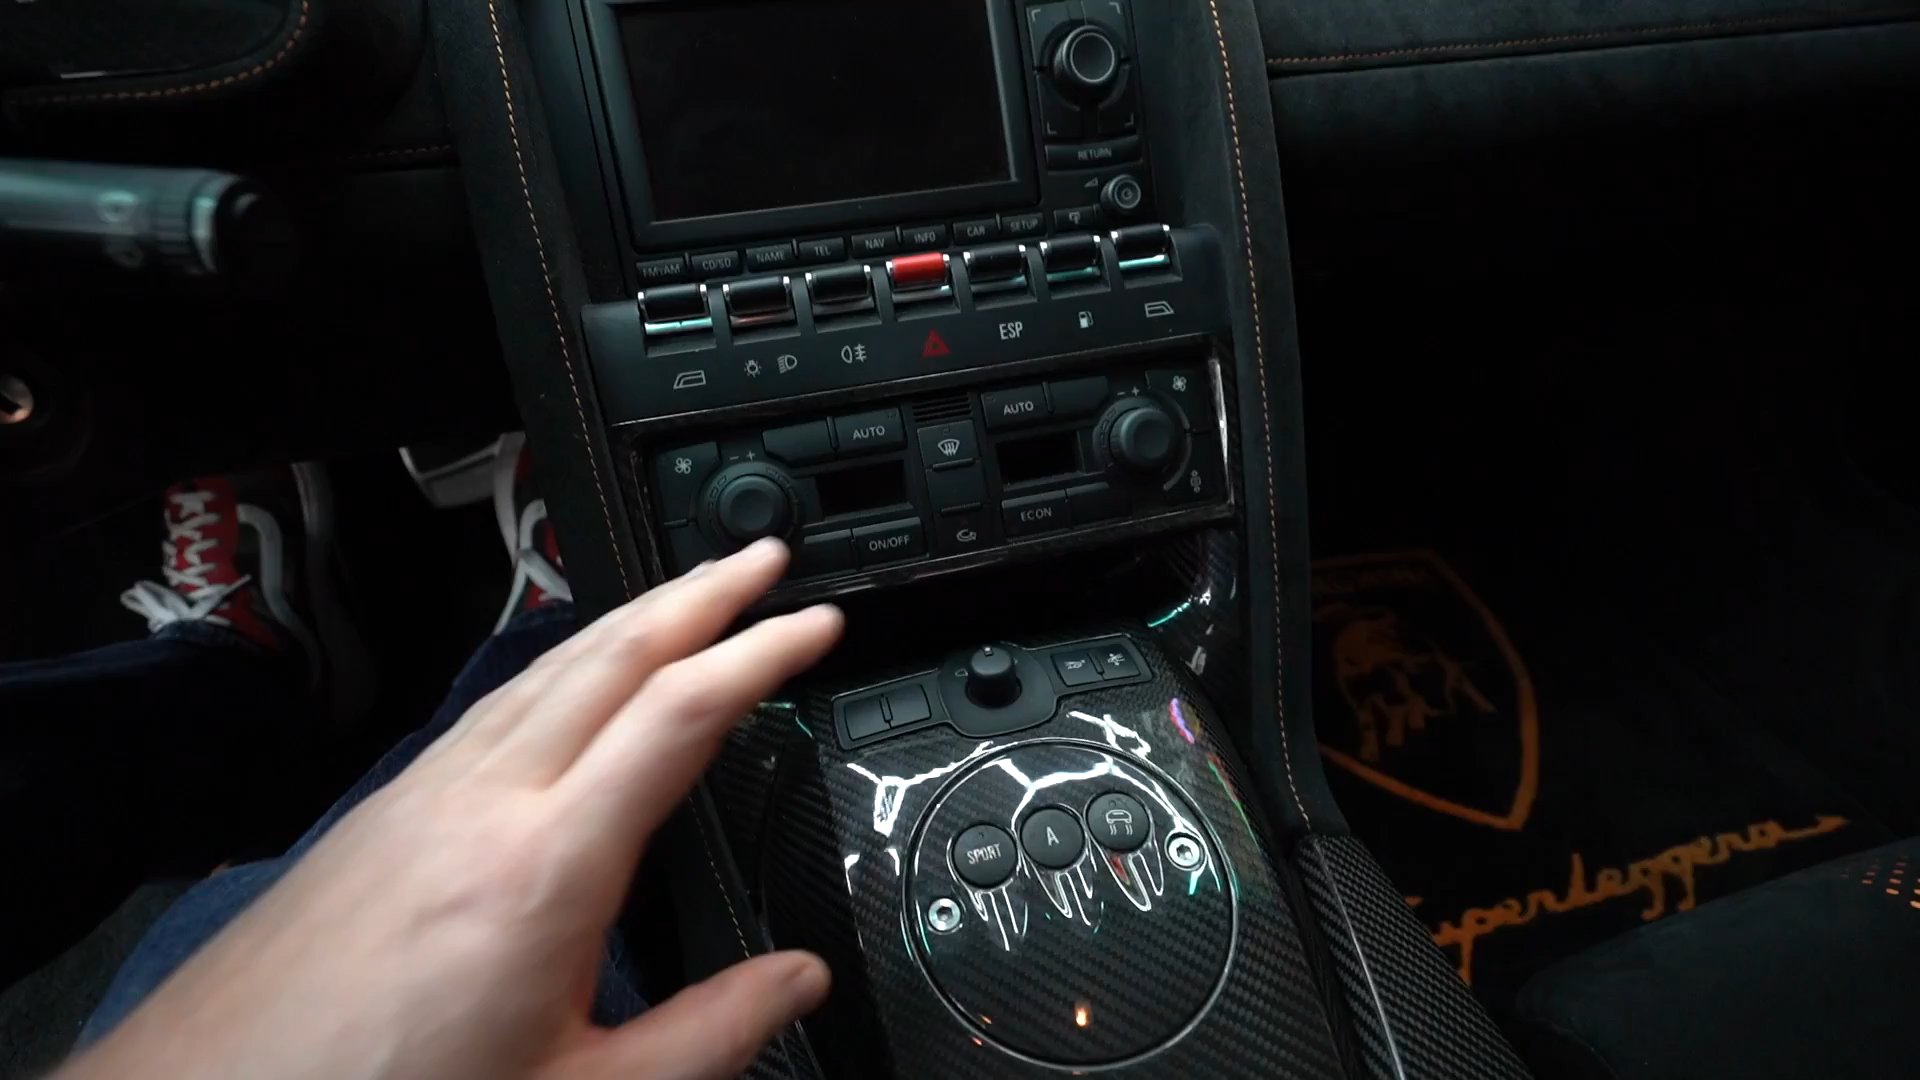 RETURN
FM/AM CD/SD NAME TEL NAV INFO CAR SETUP
ESP
AUTO AUTO
- + - +
ON/OFF ECON
SPORT A
Superleggera